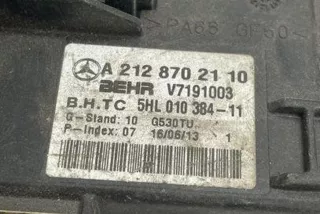 A 212 870 21 10
BEHR V7191003
B.H.TC 5HL 010 384-11
Q-Stand: 10 G530TU
P-Index: 07 16/06/13 1